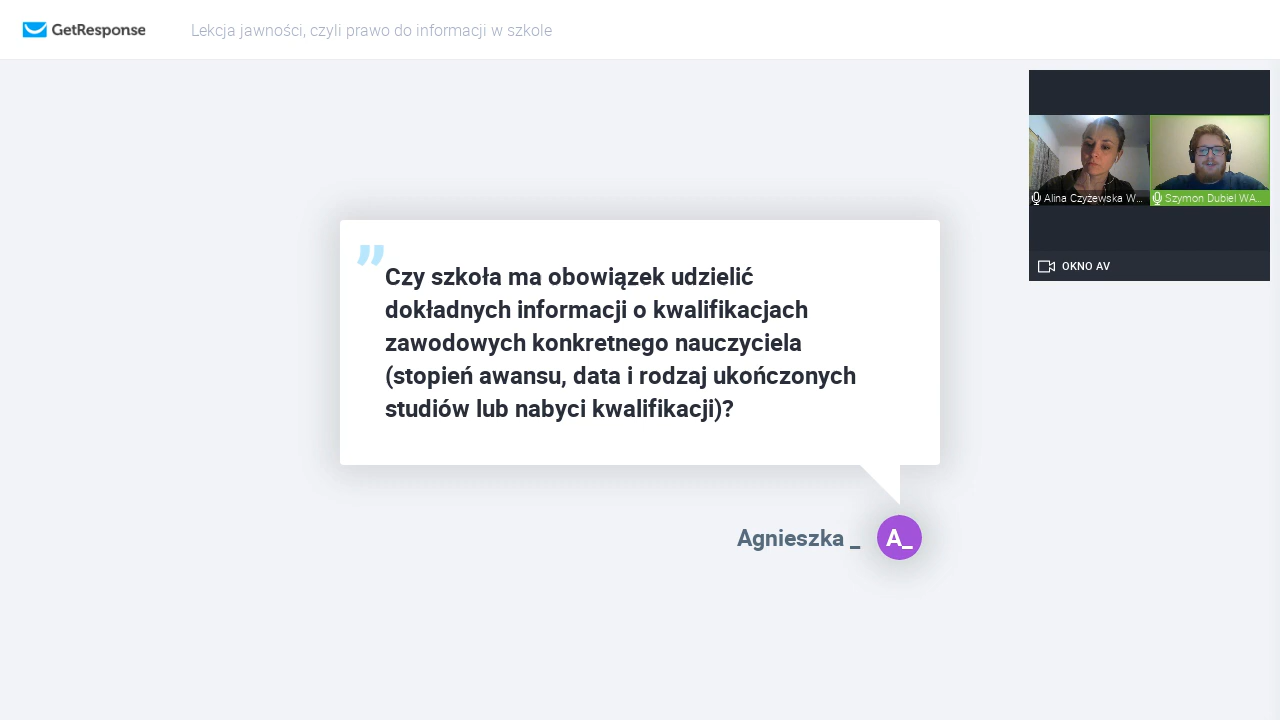 GetResponse
Lekcja jawności, czyli prawo do informacji w szkole
Alina Czyżewska W...
Szymon Dubiel WA...
OKNO AV
”
Czy szkoła ma obowiązek udzielić
dokładnych informacji o kwalifikacjach
zawodowych konkretnego nauczyciela
(stopień awansu, data i rodzaj ukończonych
studiów lub nabyci kwalifikacji)?
Agnieszka _
A_